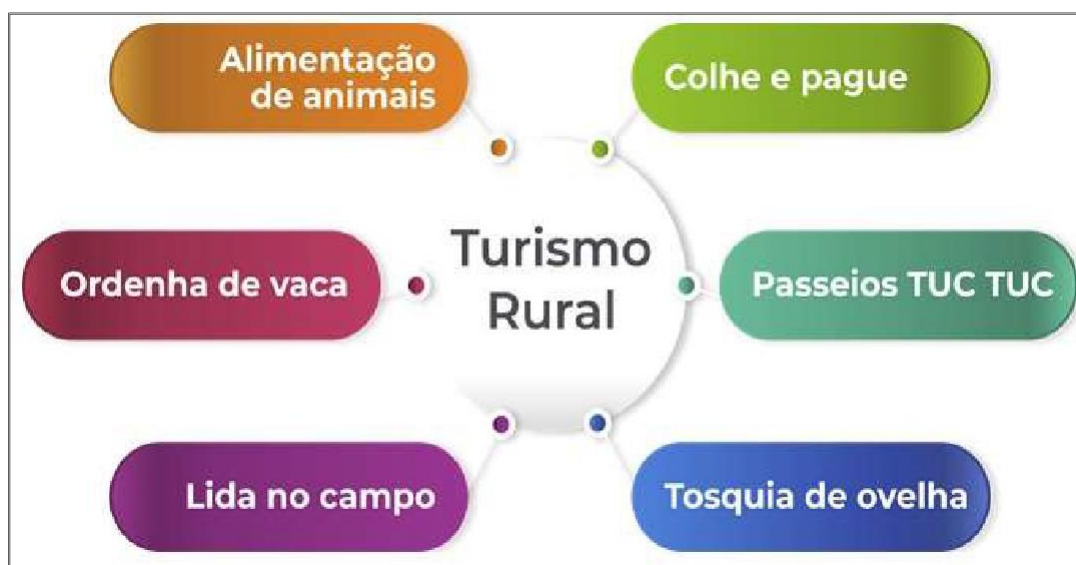 Alimentação
de animais
Colhe e pague
Turismo
Rural
Ordenha de vaca
Passeios TUC TUC
Lida no campo
Tosquia de ovelha